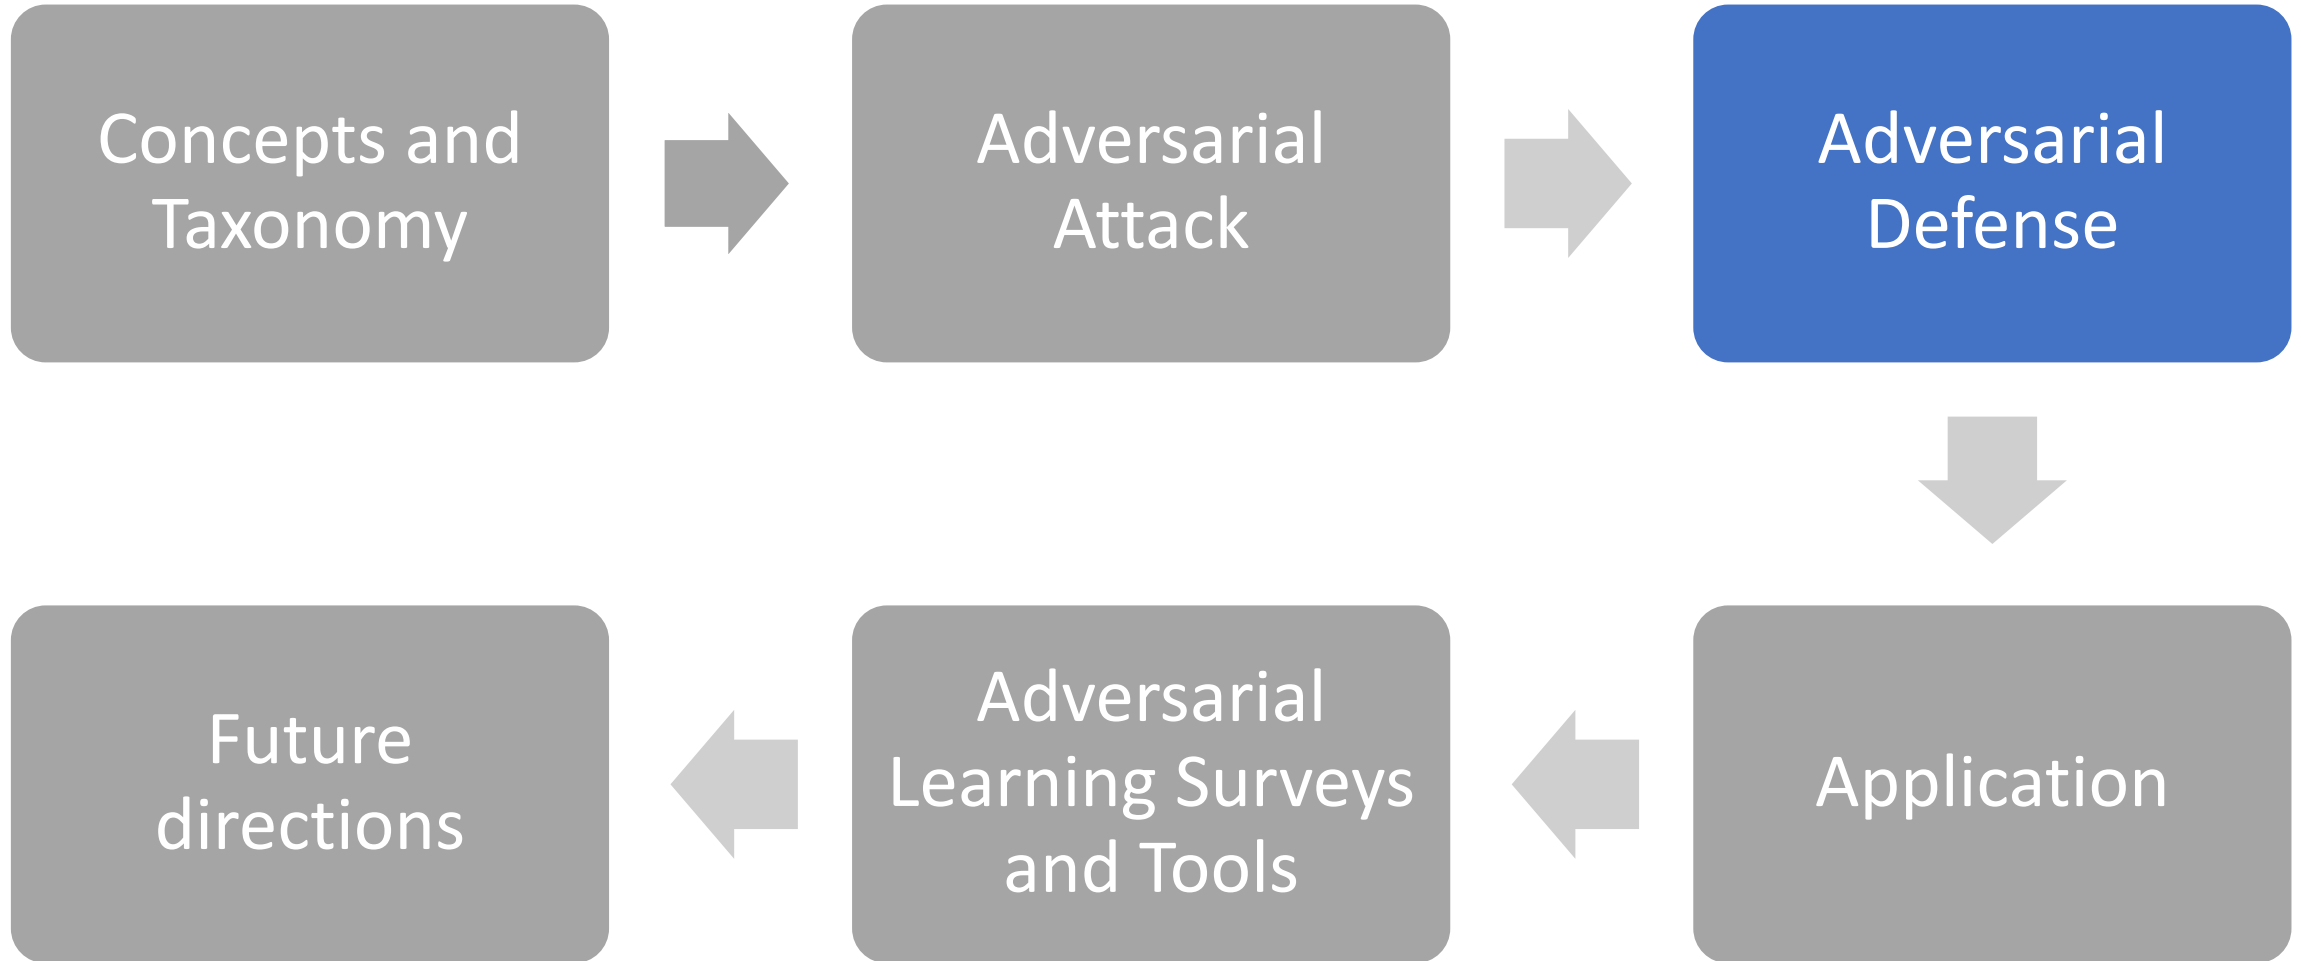 Concepts and
Taxonomy
Adversarial
Attack
Adversarial
Defense
Future
directions
Adversarial
Learning Surveys
and Tools
Application